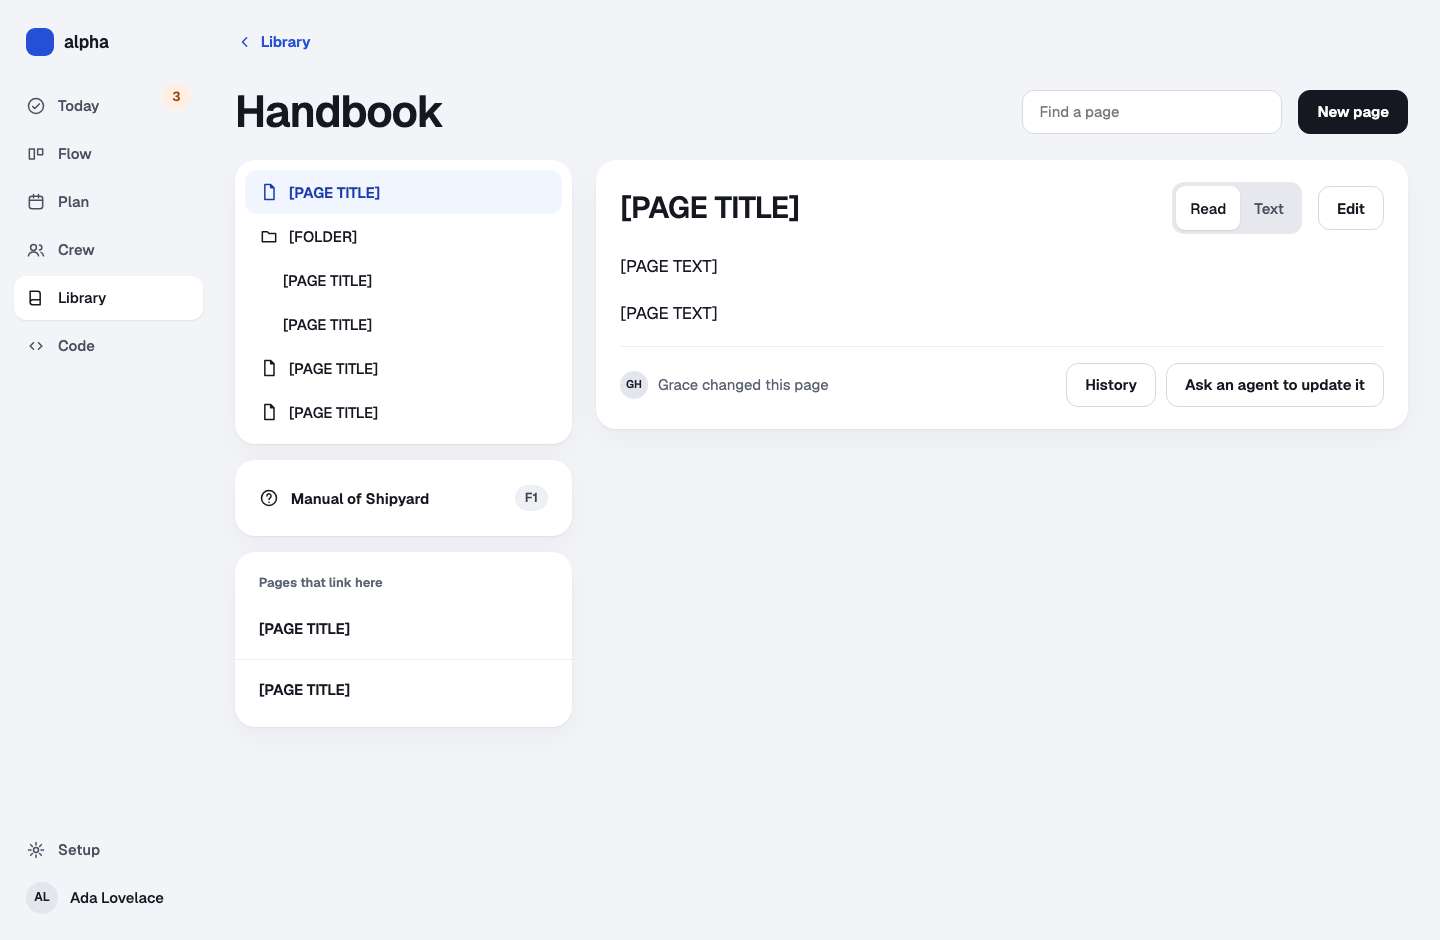 alpha
Today
3
Flow
Plan
Crew
Library
Code
Setup
AL
Ada Lovelace
Library
Handbook
Find a page
New page
[PAGE TITLE]
[FOLDER]
[PAGE TITLE]
[PAGE TITLE]
[PAGE TITLE]
[PAGE TITLE]
Manual of Shipyard
F1
Pages that link here
[PAGE TITLE]
[PAGE TITLE]
[PAGE TITLE]
Read
Text
Edit
[PAGE TEXT]
[PAGE TEXT]
GH
Grace changed this page
History
Ask an agent to update it